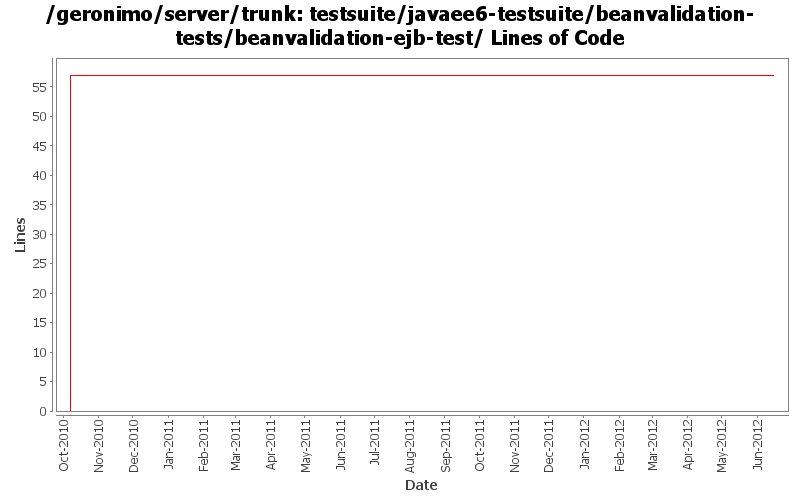 /geronimo/server/trunk: testsuite/javaee6-testsuite/beanvalidation-
tests/beanvalidation-ejb-test/ Lines of Code
Lines
55
50
45
40
35
30
25
20
15
10
5
0
Oct-2010
Nov-2010
Dec-2010
Jan-2011
Feb-2011
Mar-2011
Apr-2011
May-2011
Jun-2011
Jul-2011
Aug-2011
Sep-2011
Oct-2011
Nov-2011
Dec-2011
Jan-2012
Feb-2012
Mar-2012
Apr-2012
May-2012
Jun-2012
Date